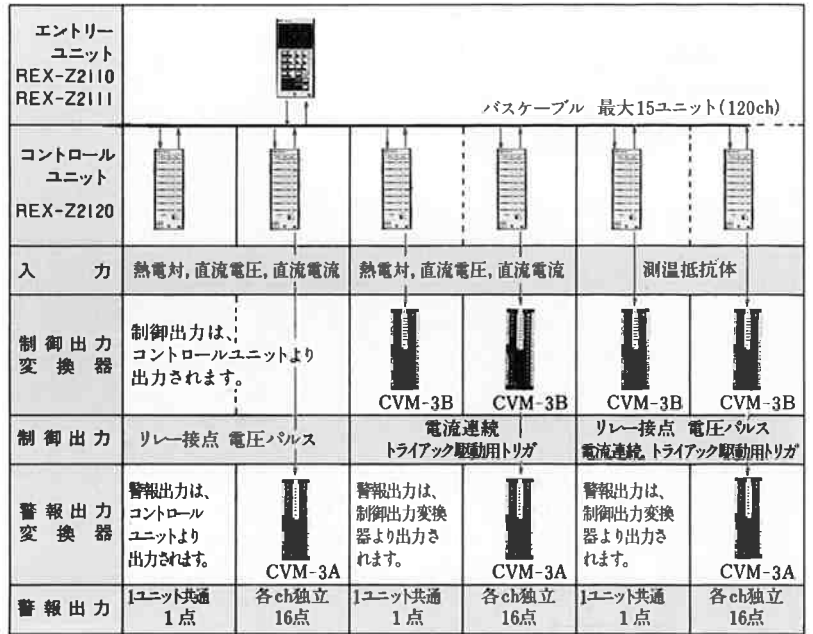 エントリー
ユニット
REX-Z2110
REX-Z2111
バスケーブル 最大15ユニット(120ch)
コントロール
ユニット
REX-Z2120
入 力
熱電対, 直流電圧, 直流電流
熱電対, 直流電圧, 直流電流
測温抵抗体
制御出力
変換器
制御出力は、
コントロールユニットより
出力されます。
CVM-3B
CVM-3B
CVM-3B
CVM-3B
制御出力
リレー接点 電圧パルス
電流連続
トライアック駆動用トリガ
リレー接点 電圧パルス
電流連続, トライアック駆動用トリガ
警報出力
変換器
警報出力は、
コントロール
ユニットより
出力されます。
CVM-3A
警報出力は、
制御出力変換
器より出力さ
れます。
CVM-3A
警報出力は、
制御出力変換
器より出力さ
れます。
CVM-3A
警報出力
1ユニット共通
1点
各ch独立
16点
1ユニット共通
1点
各ch独立
16点
1ユニット共通
1点
各ch独立
16点